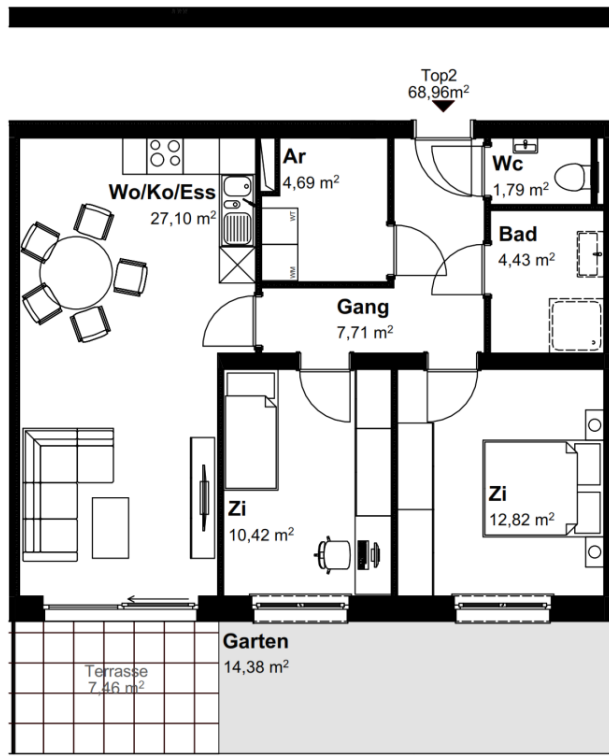 Top2
68,96m²
Ar
4,69 m²
Wc
1,79 m²
Wo/Ko/Ess
27,10 m²
WT
WM
Bad
4,43 m²
Gang
7,71 m²
Zi
10,42 m²
Zi
12,82 m²
Garten
14,38 m²
Terrasse
7,46 m²